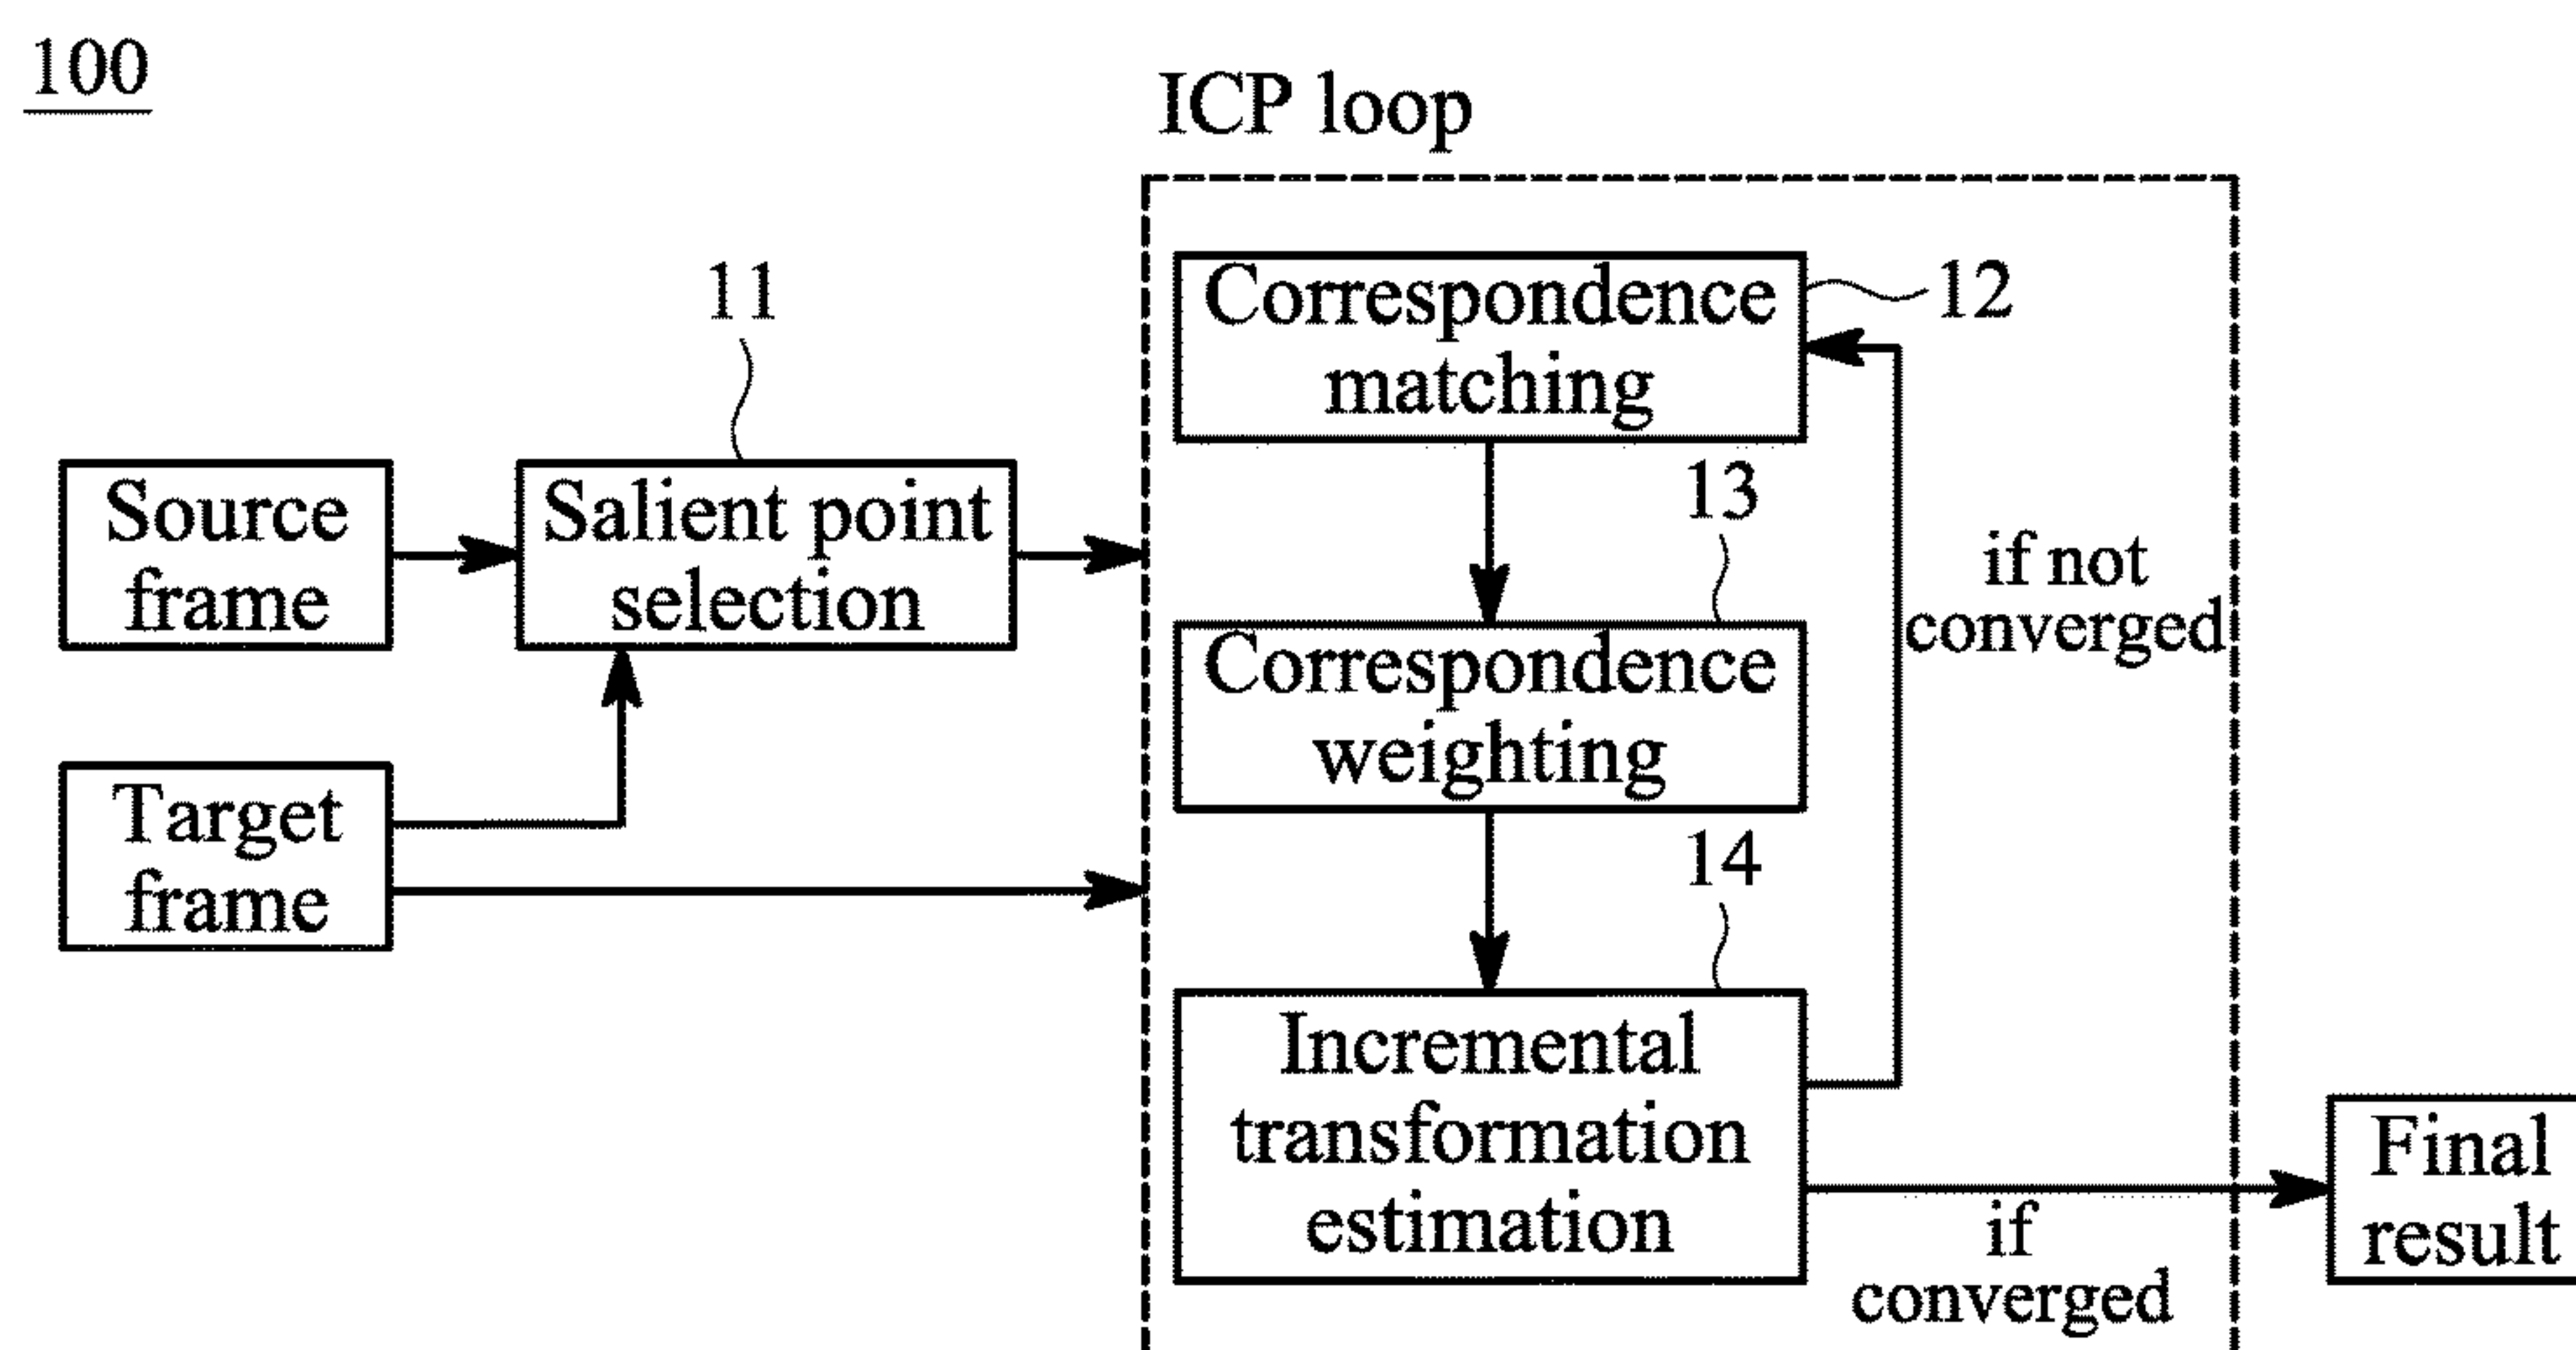 100
ICP loop
11
Source
frame
Salient point
selection
Target
frame
Correspondence
matching
12
13
Correspondence
weighting
if not
converged
14
Incremental
transformation
estimation
if
converged
Final
result